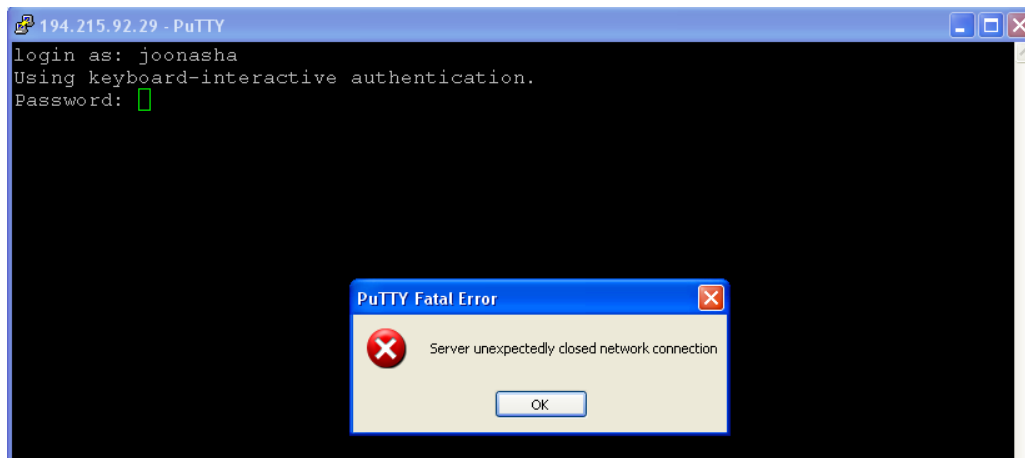 194.215.92.29 - PuTTY
login as: joonasha
Using keyboard-interactive authentication.
Password:
PuTTY Fatal Error
Server unexpectedly closed network connection
OK